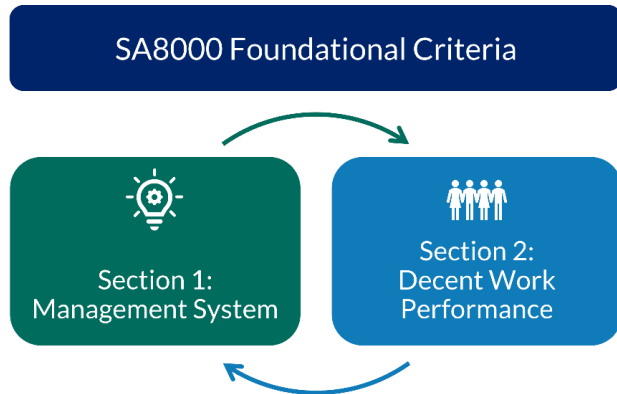 SA8000 Foundational Criteria
Section 1:
Management System
Section 2:
Decent Work
Performance